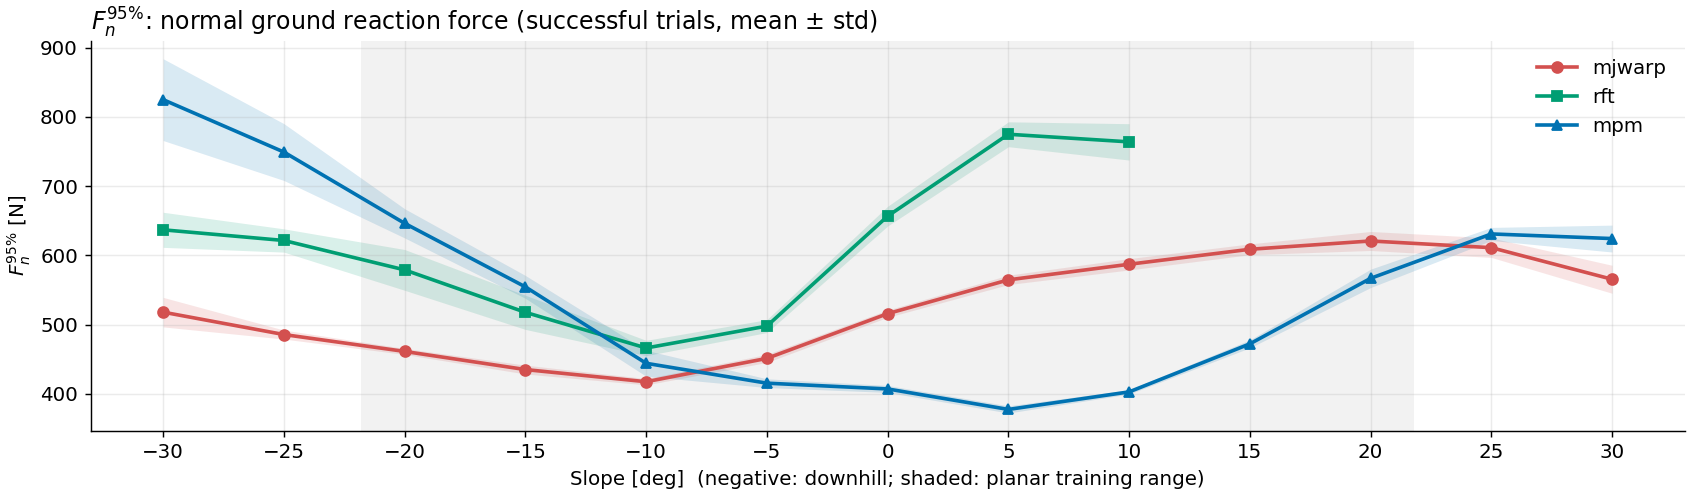 F_n^95%: normal ground reaction force (successful trials, mean ± std)
900
800
700
600
500
400
F_n^95% [N]
mjwarp
rft
mpm
−30 −25 −20 −15 −10 −5 0 5 10 15 20 25 30
Slope [deg]  (negative: downhill; shaded: planar training range)